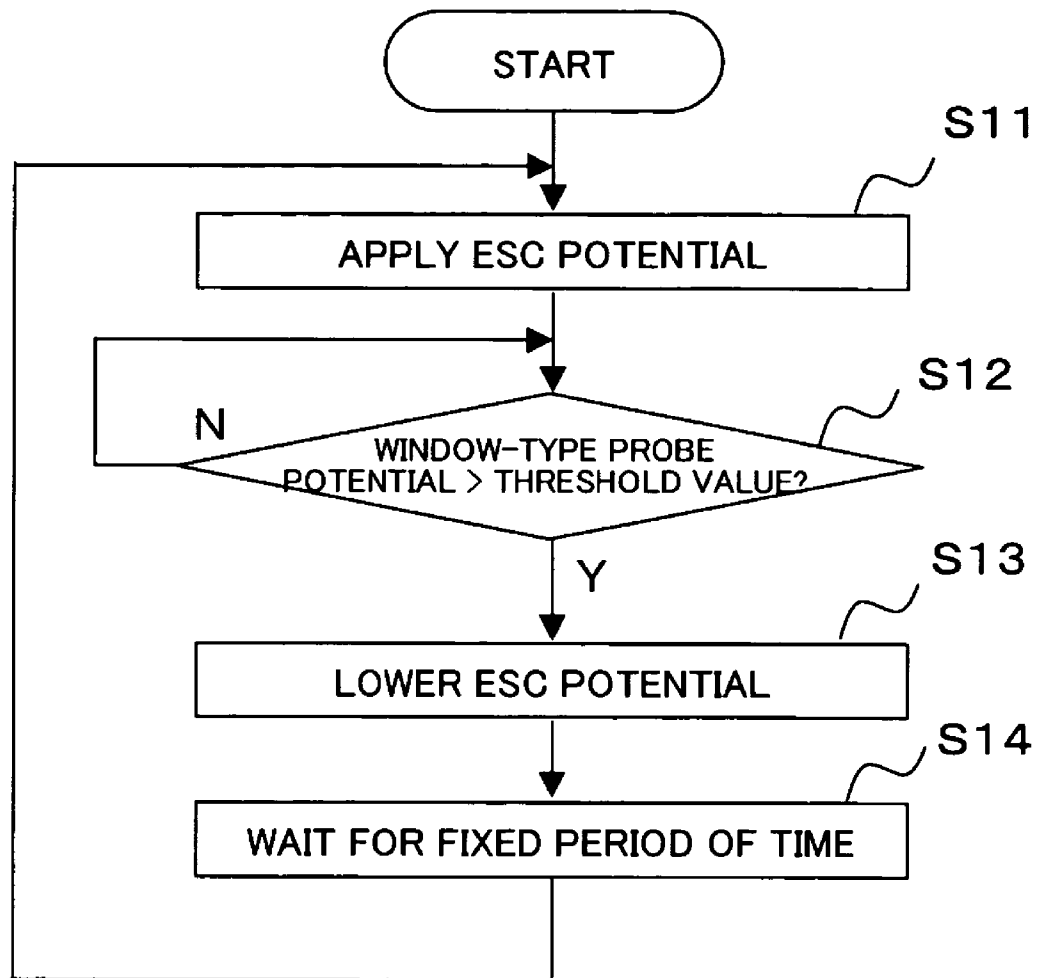 START
S11
APPLY ESC POTENTIAL
S12
N
WINDOW-TYPE PROBE
POTENTIAL > THRESHOLD VALUE?
Y
S13
LOWER ESC POTENTIAL
S14
WAIT FOR FIXED PERIOD OF TIME